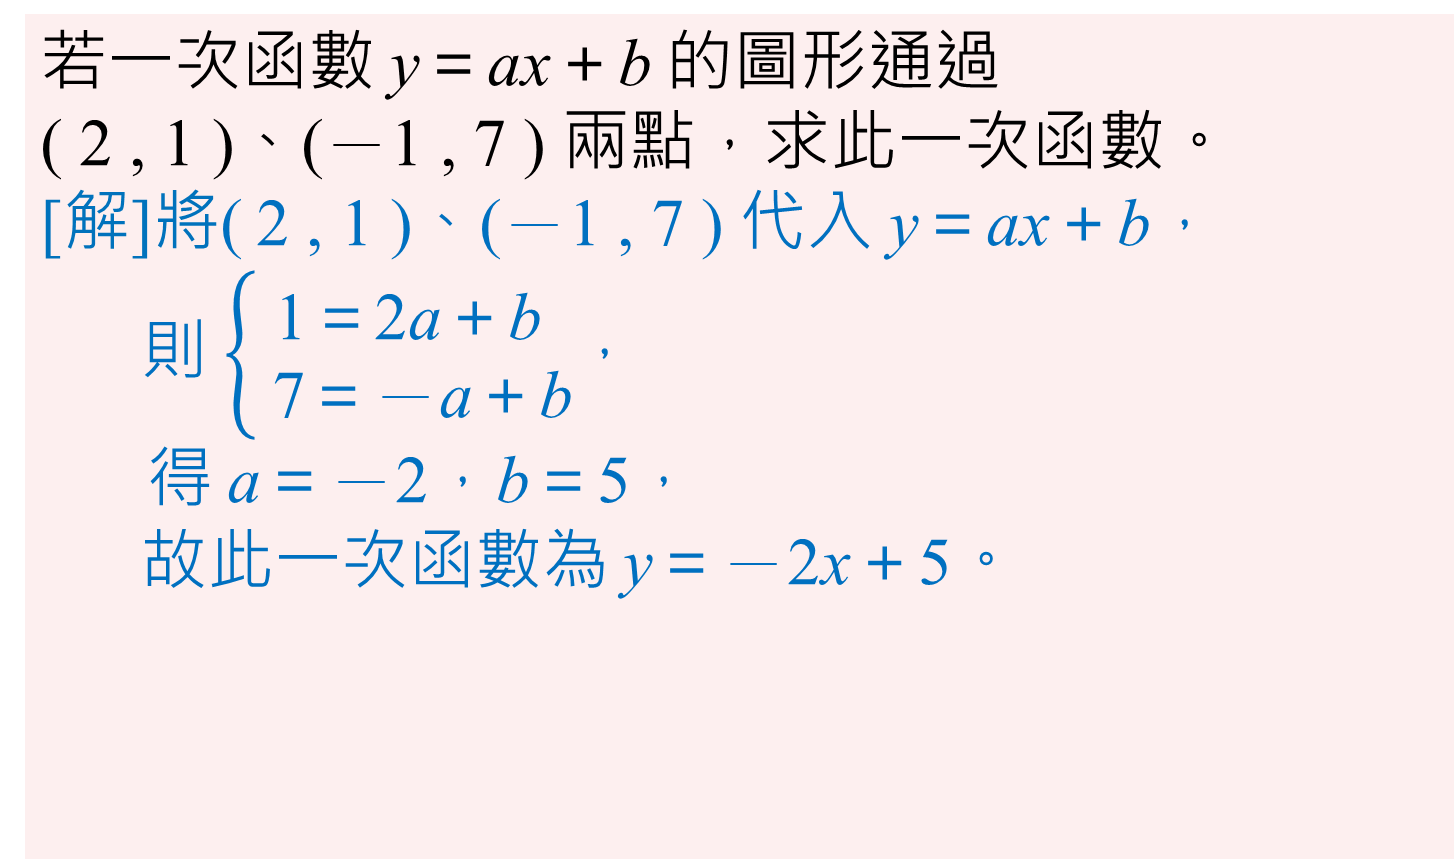 若一次函數 y = ax + b 的圖形通過
( 2 , 1 )、(－1 , 7 ) 兩點，求此一次函數。
[解]將( 2 , 1 )、(－1 , 7 ) 代入 y = ax + b，
則 { 1 = 2a + b
7 = －a + b ，
得 a = －2，b = 5，
故此一次函數為 y = －2x + 5。